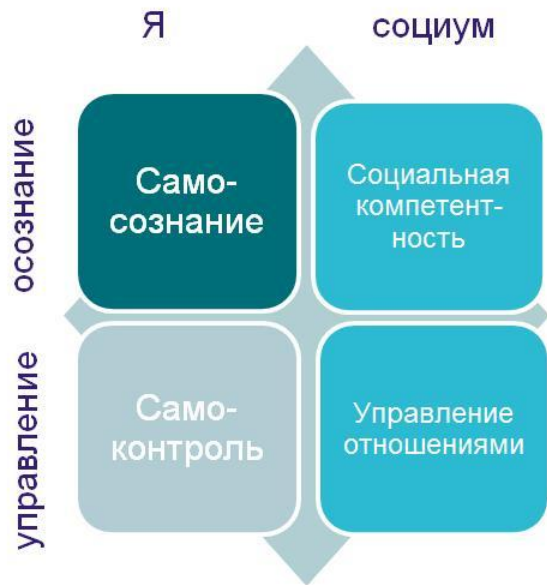 Я
социум
осознание
Само-
сознание
Социальная
компетент-
ность
управление
Само-
контроль
Управление
отношениями